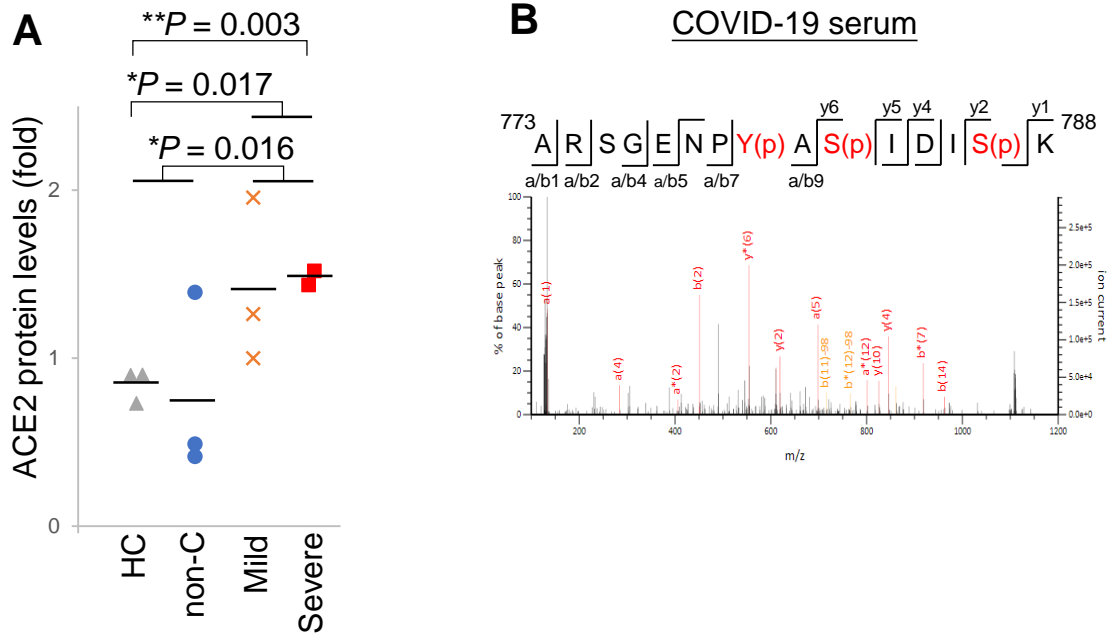 A
**P = 0.003
*P = 0.017
*P = 0.016
ACE2 protein levels (fold)
2
1
0
HC
non-C
Mild
Severe
B
COVID-19 serum
y6 y5 y4 y2 y1
773 A R S G E N P Y(p) A S(p) I D I S(p) K 788
a/b1 a/b2 a/b4 a/b5 a/b7 a/b9
% of base peak
100
80
60
40
20
0
a(1)
a(4)
a*(2)
b(2)
y*(6)
y(2)
a(5)
b(11)-98
b*(12)-98
a*(12)
y(10)
y(4)
b*(7)
b(14)
2.5e+5
2.0e+5
1.5e+5
1.0e+5
5.0e+4
0.0e+0
ion current
200 400 600 800 1000 1200
m/z